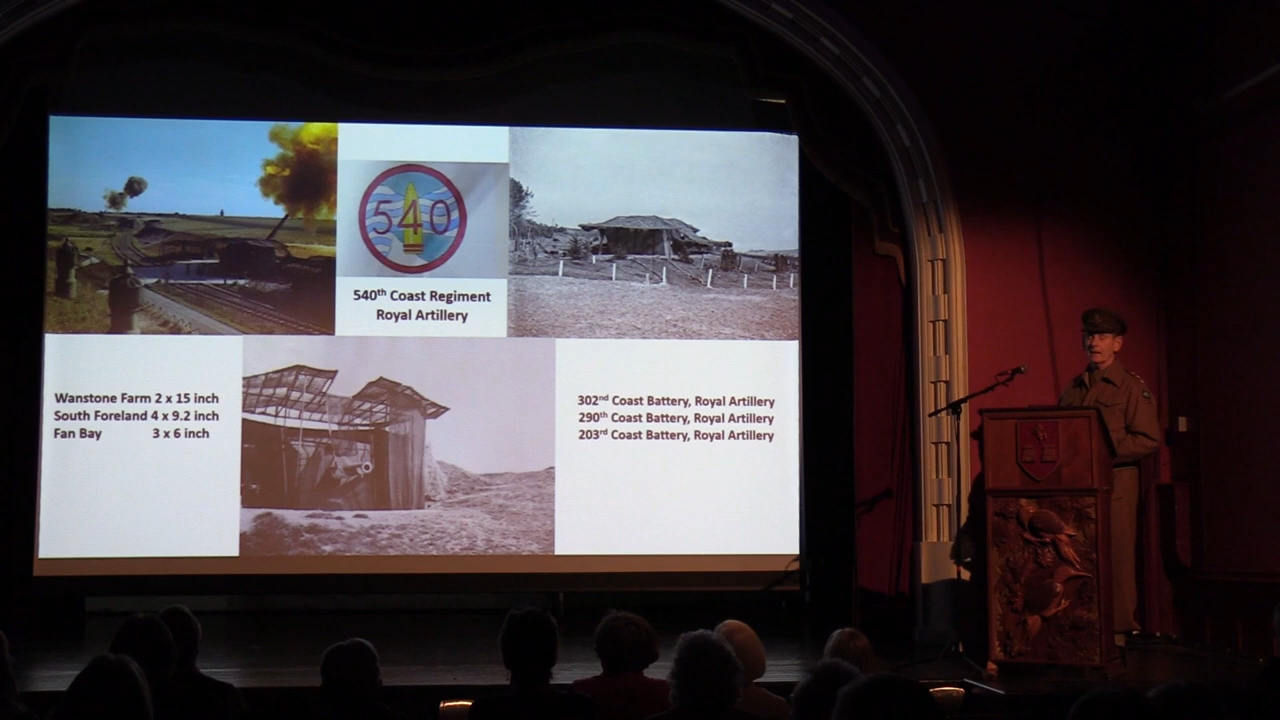 540
540th Coast Regiment
Royal Artillery
Wanstone Farm 2 x 15 inch
South Foreland 4 x 9.2 inch
Fan Bay 3 x 6 inch
302nd Coast Battery, Royal Artillery
290th Coast Battery, Royal Artillery
203rd Coast Battery, Royal Artillery